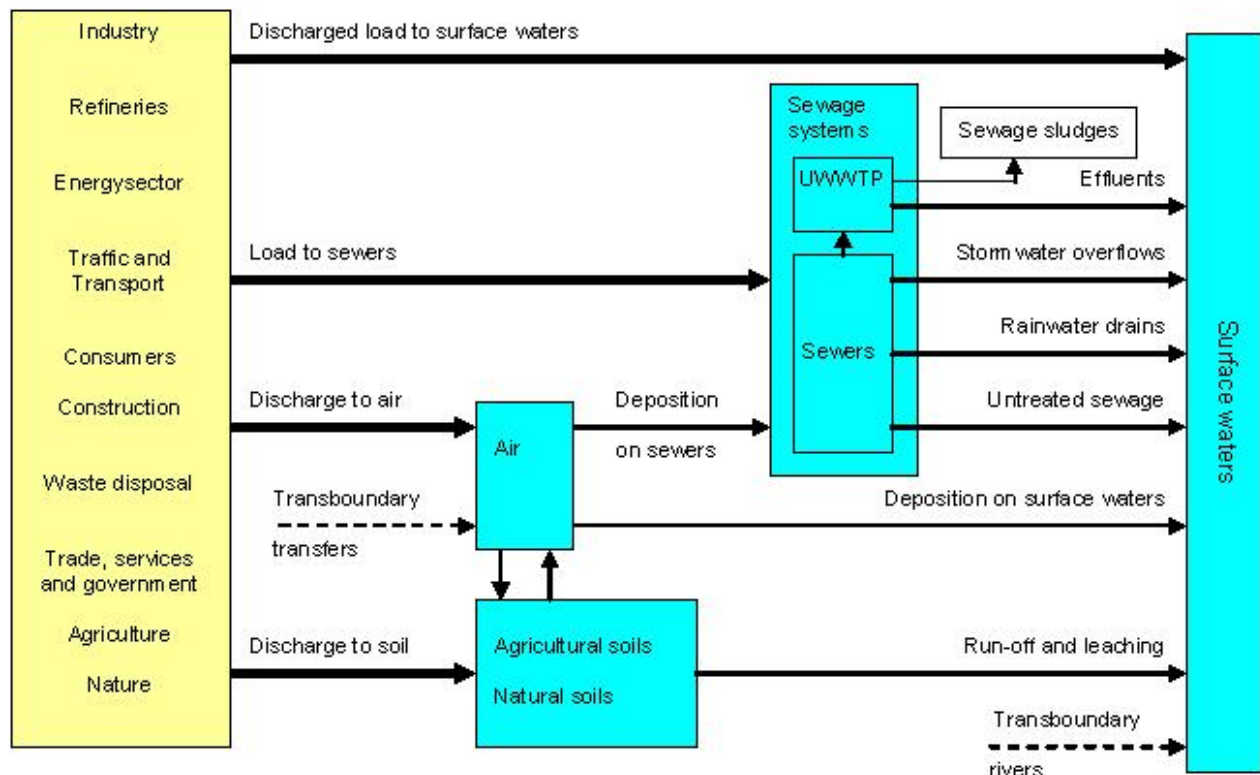 Industry
Refineries
Energysector
Traffic and
Transport
Consumers
Construction
Waste disposal
Trade, services
and government
Agriculture
Nature
Discharged load to surface waters
Load to sewers
Discharge to air
Transboundary
transfers
Discharge to soil
Air
Agricultural soils
Natural soils
Deposition
on sewers
Sewage
systems
UWWTP
Sewers
Sewage sludges
Effluents
Storm water overflows
Rainwater drains
Untreated sewage
Deposition on surface waters
Run-off and leaching
Transboundary
rivers
Surface waters